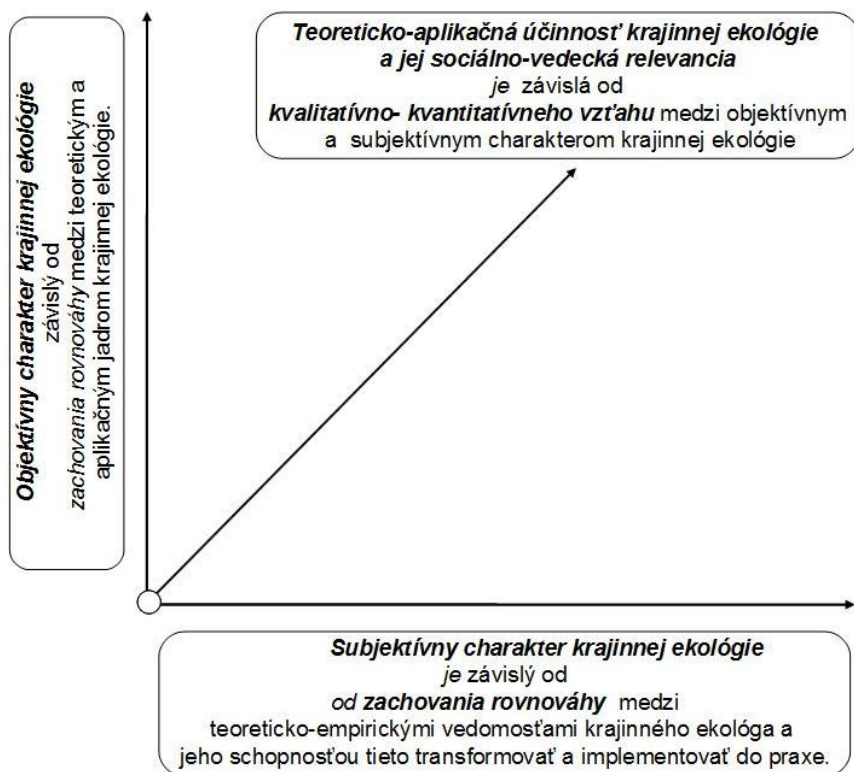 Teoreticko-aplikačná účinnosť krajinnej ekológie
a jej sociálno-vedecká relevancia
je závislá od
kvalitatívno- kvantitatívneho vzťahu medzi objektívnym
a subjektívnym charakterom krajinnej ekológie
Objektívny charakter krajinnej ekológie
závislý od
zachovania rovnováhy medzi teoretickým a
aplikačným jadrom krajinnej ekológie.
Subjektívny charakter krajinnej ekológie
je závislý od
od zachovania rovnováhy medzi
teoreticko-empirickými vedomosťami krajinného ekológa a
jeho schopnosťou tieto transformovať a implementovať do praxe.